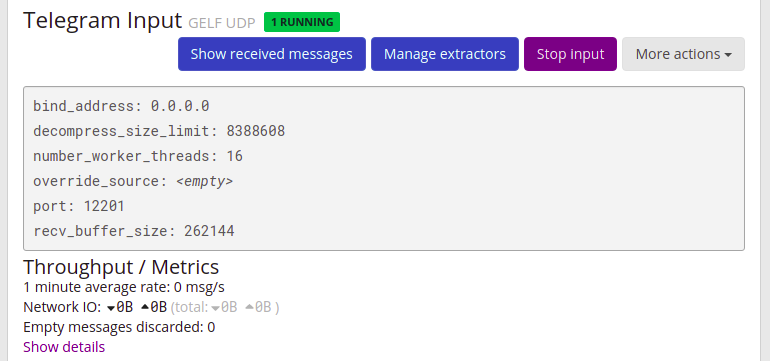 Telegram Input GELF UDP 1 RUNNING
Show received messages Manage extractors Stop input More actions
bind_address: 0.0.0.0
decompress_size_limit: 8388608
number_worker_threads: 16
override_source: <empty>
port: 12201
recv_buffer_size: 262144
Throughput / Metrics
1 minute average rate: 0 msg/s
Network IO: ▾0B ▴0B (total: ▾0B ▴0B )
Empty messages discarded: 0
Show details